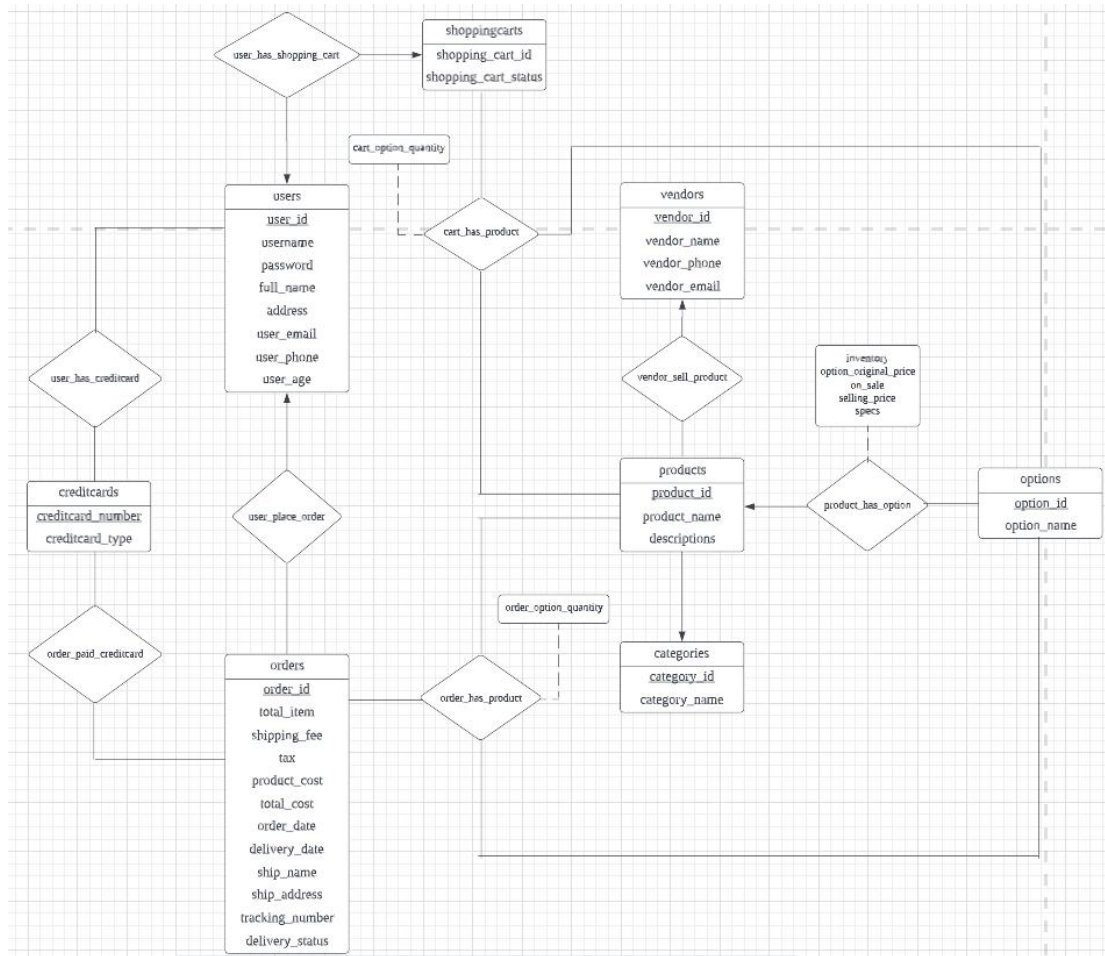 user_has_shopping_cart
shoppingcarts
shopping_cart_id
shopping_cart_status
cart_option_quantity
users
user_id
username
password
full_name
address
user_email
user_phone
user_age
cart_has_product
vendors
vendor_id
vendor_name
vendor_phone
vendor_email
user_has_creditcard
vendor_sell_product
inventory
option_original_price
on_sale
selling_price
specs
creditcards
creditcard_number
creditcard_type
user_place_order
products
product_id
product_name
descriptions
product_has_option
options
option_id
option_name
order_paid_creditcard
order_option_quantity
orders
order_id
total_item
shipping_fee
tax
product_cost
total_cost
order_date
delivery_date
ship_name
ship_address
tracking_number
delivery_status
order_has_product
categories
category_id
category_name